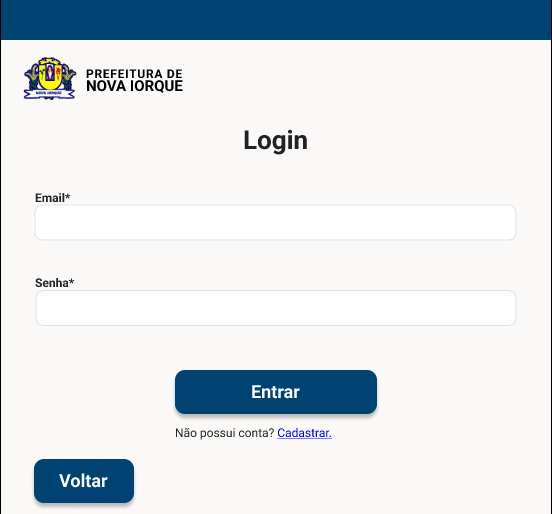 PREFEITURA DE
NOVA IORQUE
NOVA IORQUE
Login
Email*
Senha*
Entrar
Não possui conta? Cadastrar.
Voltar